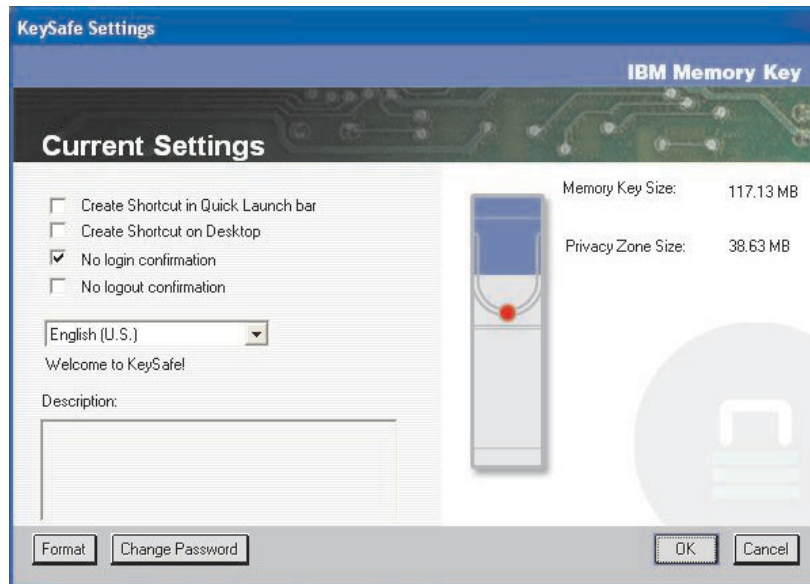 KeySafe Settings
IBM Memory Key
Current Settings
Create Shortcut in Quick Launch bar
Create Shortcut on Desktop
No login confirmation
No logout confirmation
English (U.S.)
Welcome to KeySafe!
Description:
Memory Key Size: 117.13 MB
Privacy Zone Size: 38.63 MB
Format
Change Password
OK
Cancel